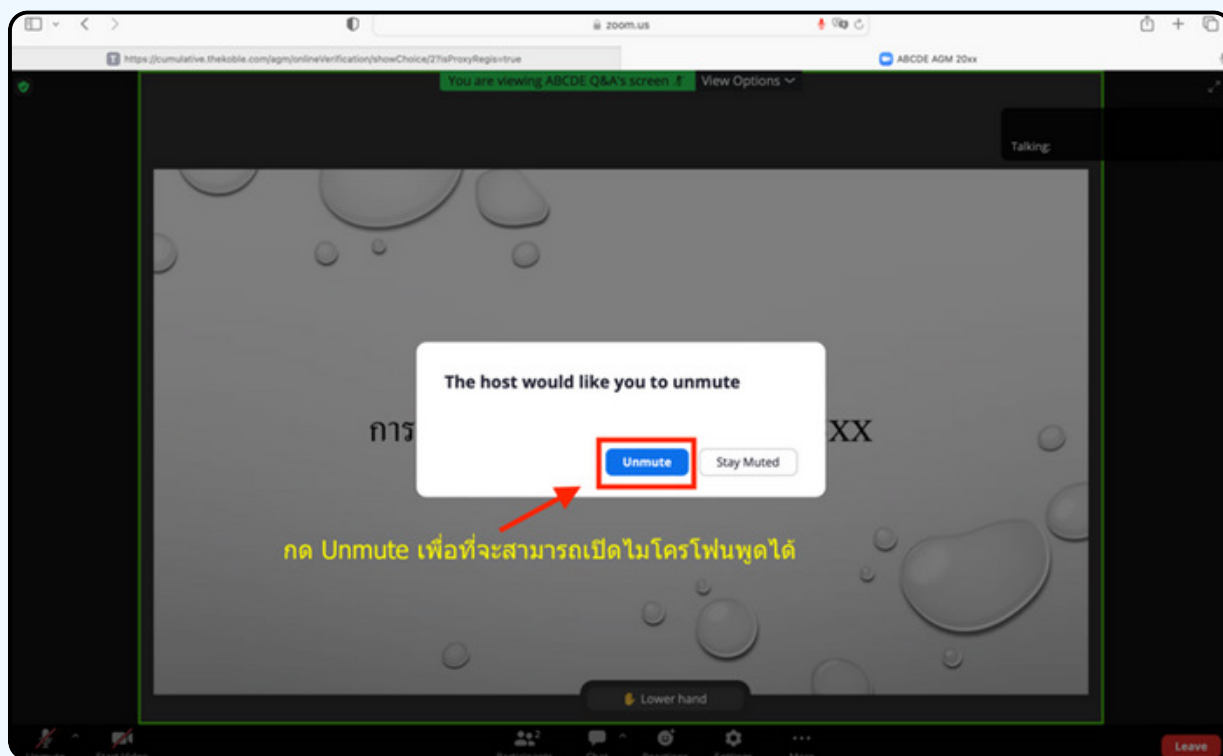 zoom.us
https://cumulative.thekoble.com/agm/onlineVerification/showChoice/2?isProxyRegis=true
ABCDE AGM 20xx
You are viewing ABCDE Q&A's screen
View Options
Talking:
The host would like you to unmute
การ
XX
Unmute
Stay Muted
กด Unmute เพื่อที่จะสามารถเปิดไมโครโฟนพูดได้
Lower hand
2
Leave